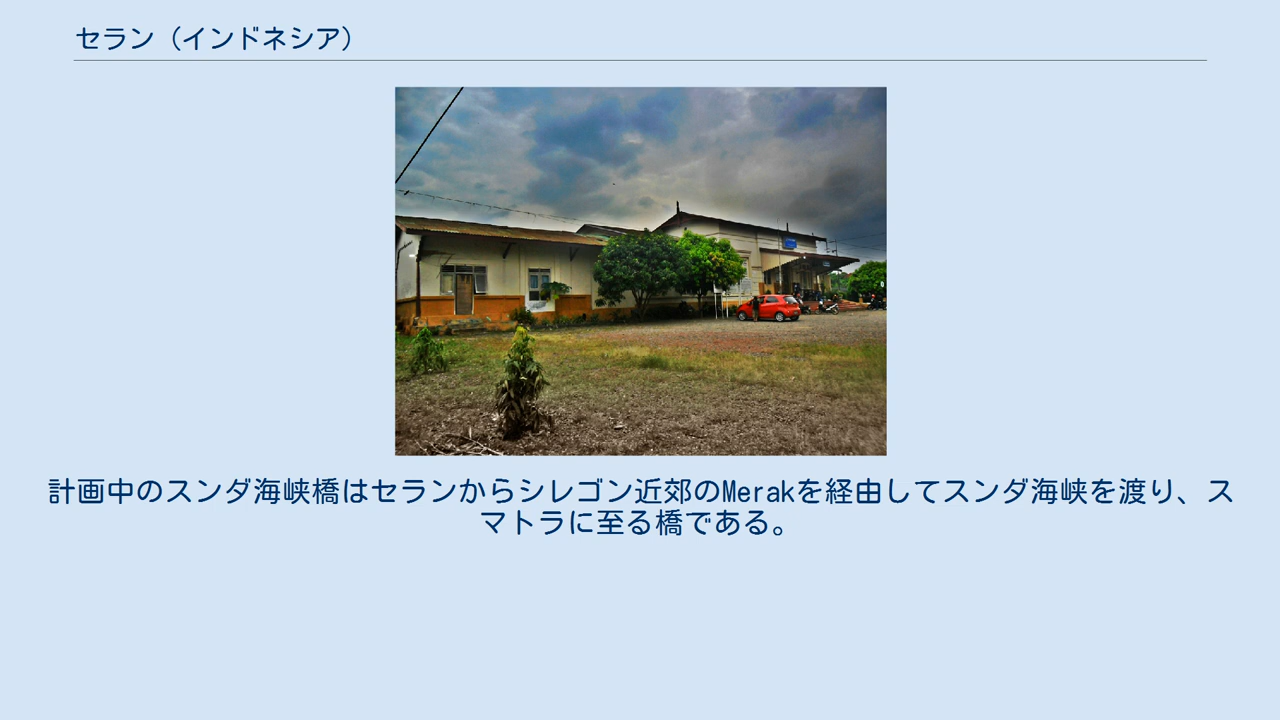 セラン（インドネシア）
計画中のスンダ海峡橋はセランからシレゴン近郊のMerakを経由してスンダ海峡を渡り、ス
マトラに至る橋である。